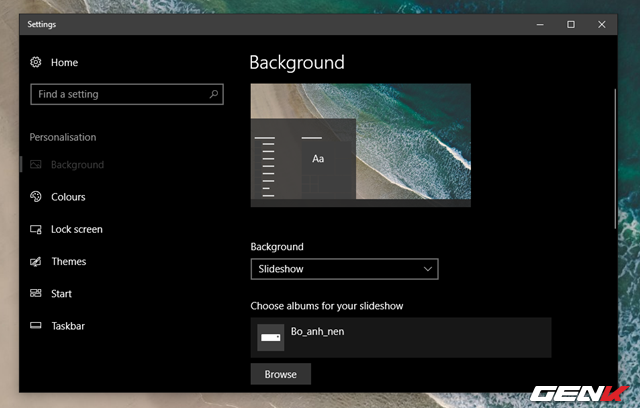 Settings
Home
Find a setting
Personalisation
Background
Colours
Lock screen
Themes
Start
Taskbar
Background
Aa
Background
Slideshow
Choose albums for your slideshow
Bo_anh_nen
Browse
GENK